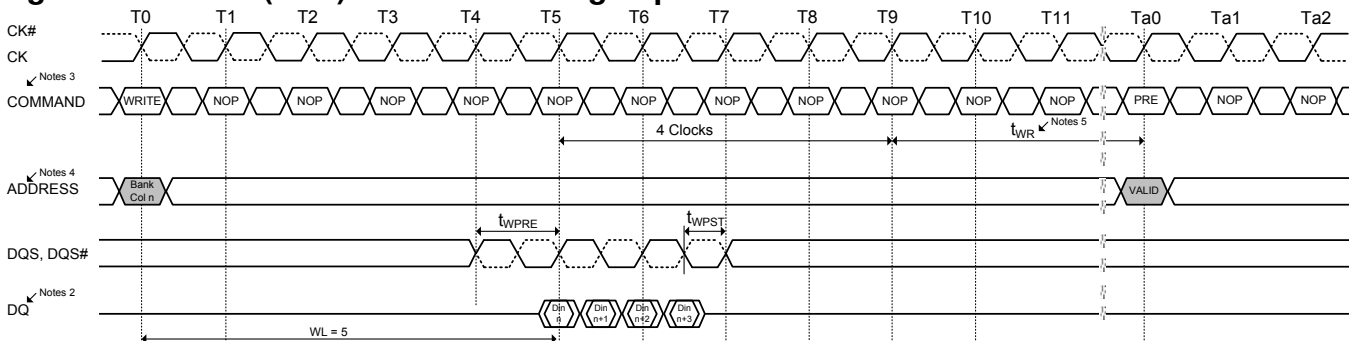 T0 T1 T2 T3 T4 T5 T6 T7 T8 T9 T10 T11 Ta0 Ta1 Ta2
CK#
CK
Notes 3
COMMAND WRITE NOP NOP NOP NOP NOP NOP NOP NOP NOP NOP NOP PRE NOP NOP
4 Clocks tWR Notes 5
Notes 4
ADDRESS Bank Col n VALID
tWPRE tWPST
DQS, DQS#
Notes 2
DQ Din n Din n+1 Din n+2 Din n+3
WL = 5